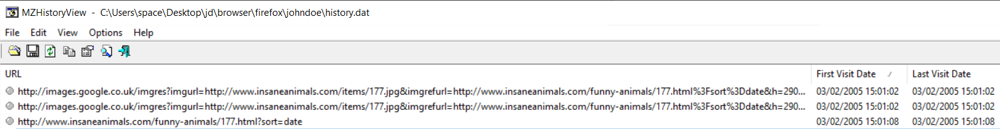 MZHistoryView - C:\Users\space\Desktop\jd\browser\firefox\johndoe\history.dat
File Edit View Options Help
URL First Visit Date Last Visit Date
http://images.google.co.uk/imgres?imgurl=http://www.insaneanimals.com/items/177.jpg&imgrefurl=http://www.insaneanimals.com/funny-animals/177.html%3Fsort%3Ddate&h=290... 03/02/2005 15:01:02 03/02/2005 15:01:02
http://images.google.co.uk/imgres?imgurl=http://www.insaneanimals.com/items/177.jpg&imgrefurl=http://www.insaneanimals.com/funny-animals/177.html%3Fsort%3Ddate&h=290... 03/02/2005 15:01:02 03/02/2005 15:01:02
http://www.insaneanimals.com/funny-animals/177.html?sort=date 03/02/2005 15:01:08 03/02/2005 15:01:08